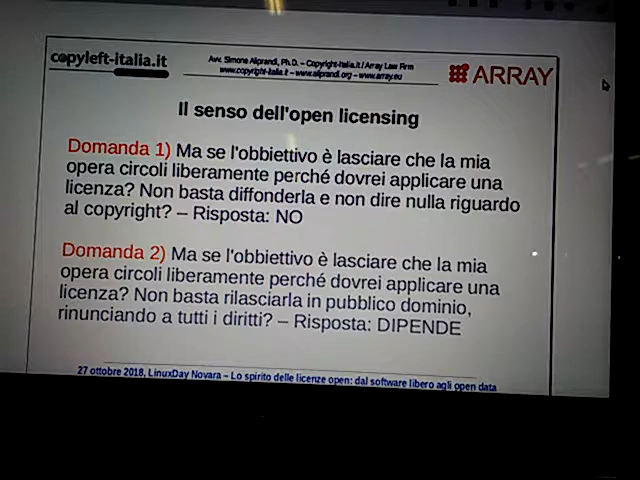 copyleft-italia.it
Avv. Simone Aliprandi, Ph.D. – Copyright-Italia.it / Array Law Firm
www.copyright-italia.it – www.aliprandi.org – www.array.eu
ARRAY
Il senso dell'open licensing
Domanda 1) Ma se l'obbiettivo è lasciare che la mia
opera circoli liberamente perché dovrei applicare una
licenza? Non basta diffonderla e non dire nulla riguardo
al copyright? – Risposta: NO
Domanda 2) Ma se l'obbiettivo è lasciare che la mia
opera circoli liberamente perché dovrei applicare una
licenza? Non basta rilasciarla in pubblico dominio,
rinunciando a tutti i diritti? – Risposta: DIPENDE
27 ottobre 2018, LinuxDay Novara – Lo spirito delle licenze open: dal software libero agli open data